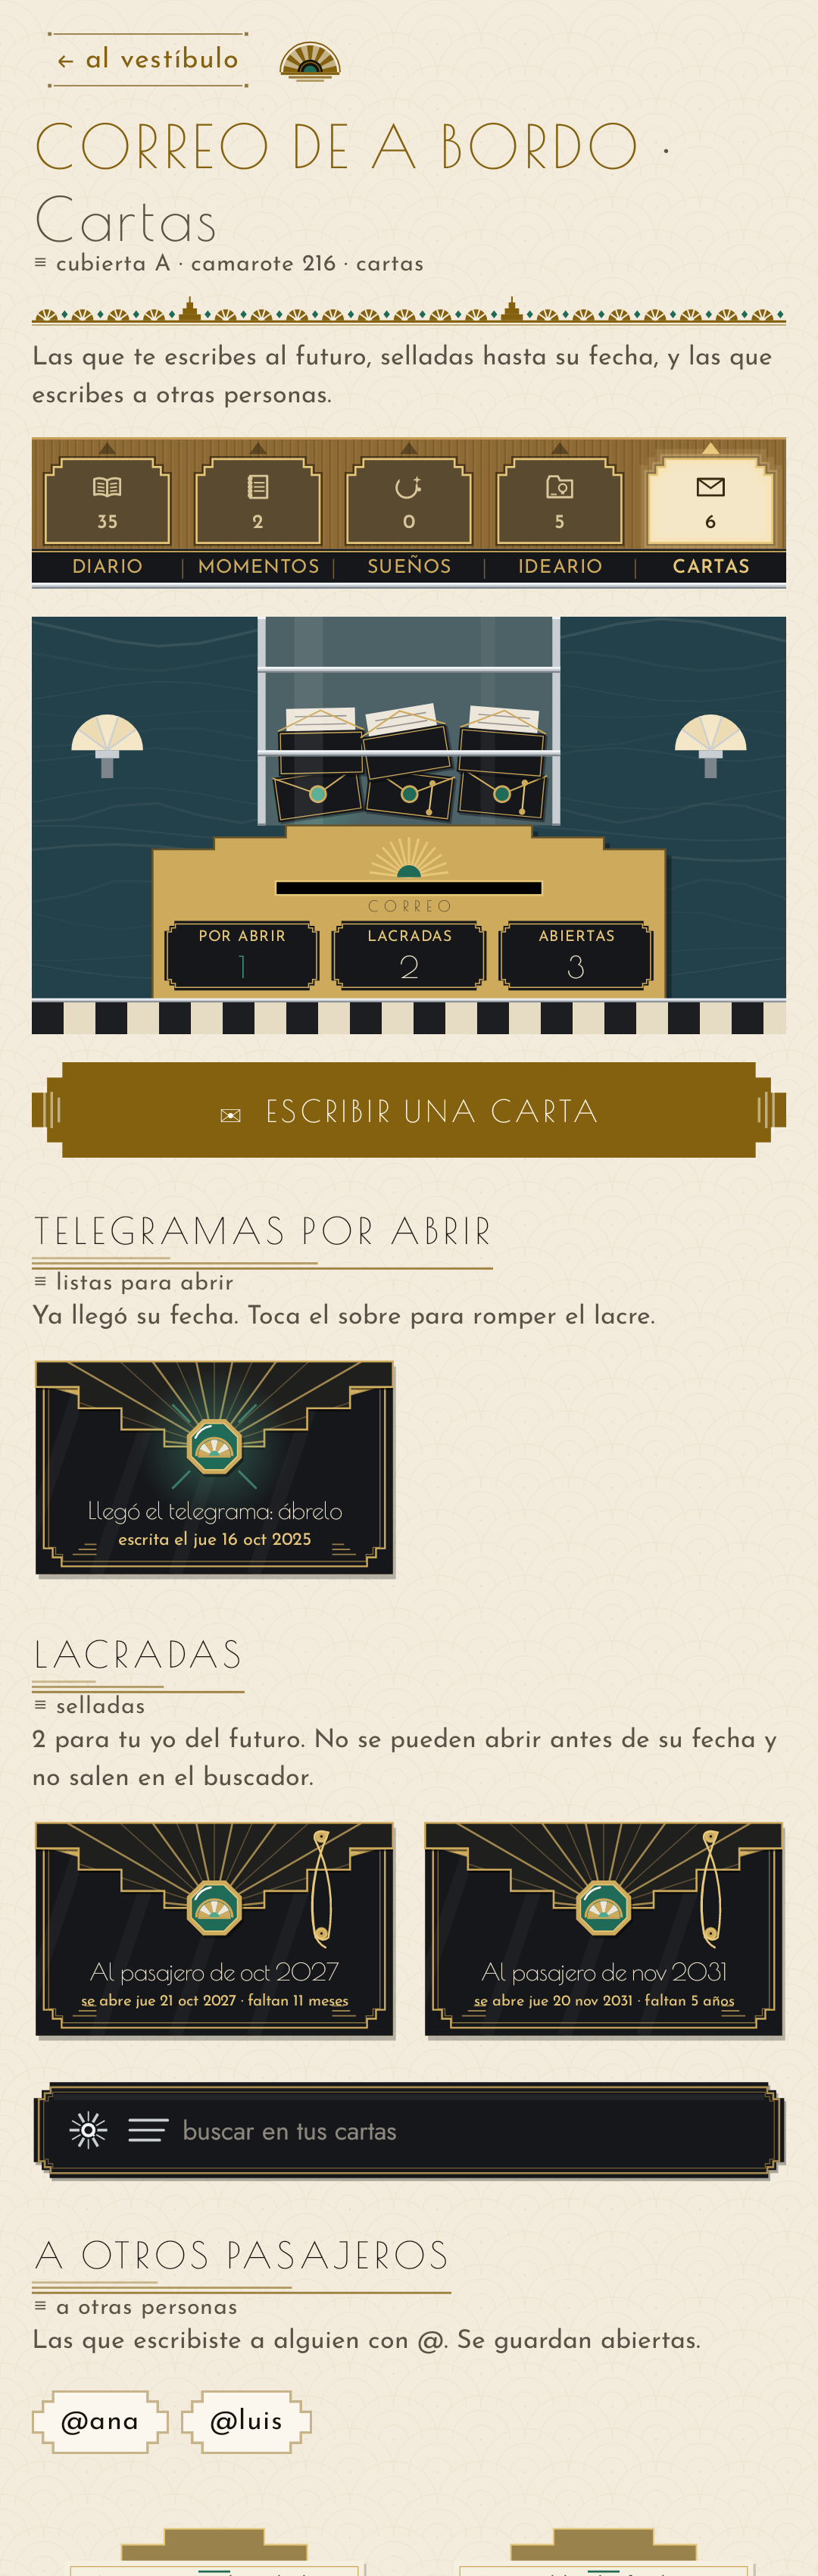 ← al vestíbulo
CORREO DE A BORDO ·
Cartas
≡ cubierta A · camarote 216 · cartas
Las que te escribes al futuro, selladas hasta su fecha, y las que
escribes a otras personas.
35
2
0
5
6
DIARIO
MOMENTOS
SUEÑOS
IDEARIO
CARTAS
CORREO
POR ABRIR
1
LACRADAS
2
ABIERTAS
3
ESCRIBIR UNA CARTA
TELEGRAMAS POR ABRIR
≡ listas para abrir
Ya llegó su fecha. Toca el sobre para romper el lacre.
Llegó el telegrama: ábrelo
escrita el jue 16 oct 2025
LACRADAS
≡ selladas
2 para tu yo del futuro. No se pueden abrir antes de su fecha y
no salen en el buscador.
Al pasajero de oct 2027
se abre jue 21 oct 2027 · faltan 11 meses
Al pasajero de nov 2031
se abre jue 20 nov 2031 · faltan 5 años
buscar en tus cartas
A OTROS PASAJEROS
≡ a otras personas
Las que escribiste a alguien con @. Se guardan abiertas.
@ana
@luis